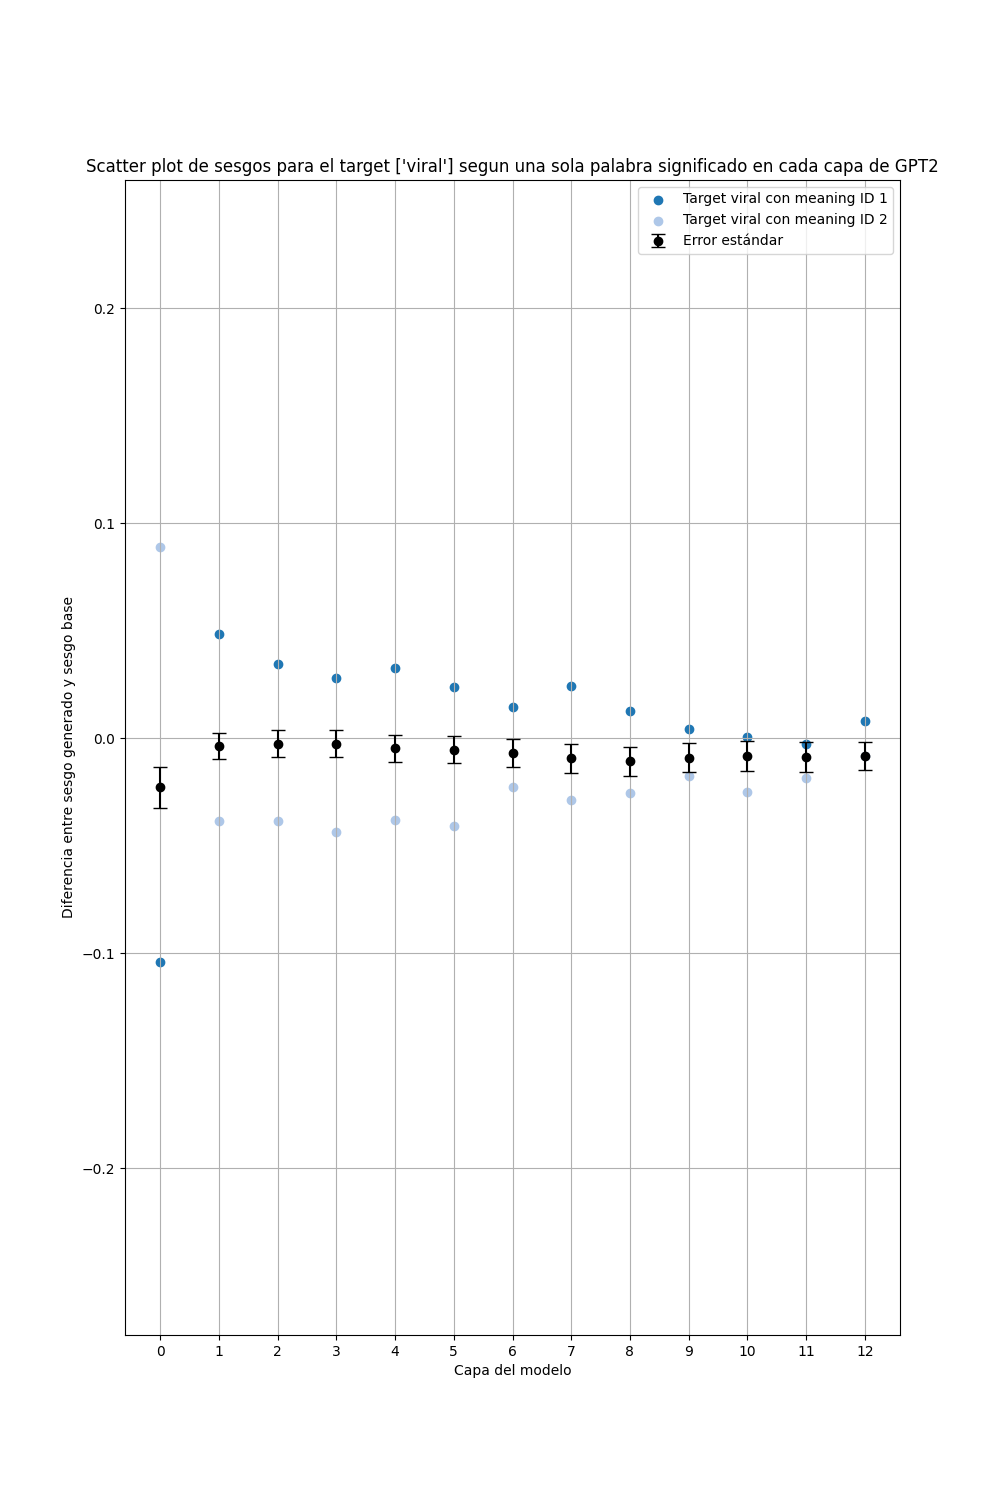 Scatter plot de sesgos para el target ['viral'] segun una sola palabra significado en cada capa de GPT2
Target viral con meaning ID 1
Target viral con meaning ID 2
Error estándar
Diferencia entre sesgo generado y sesgo base
0.2
0.1
0.0
−0.1
−0.2
0 1 2 3 4 5 6 7 8 9 10 11 12
Capa del modelo